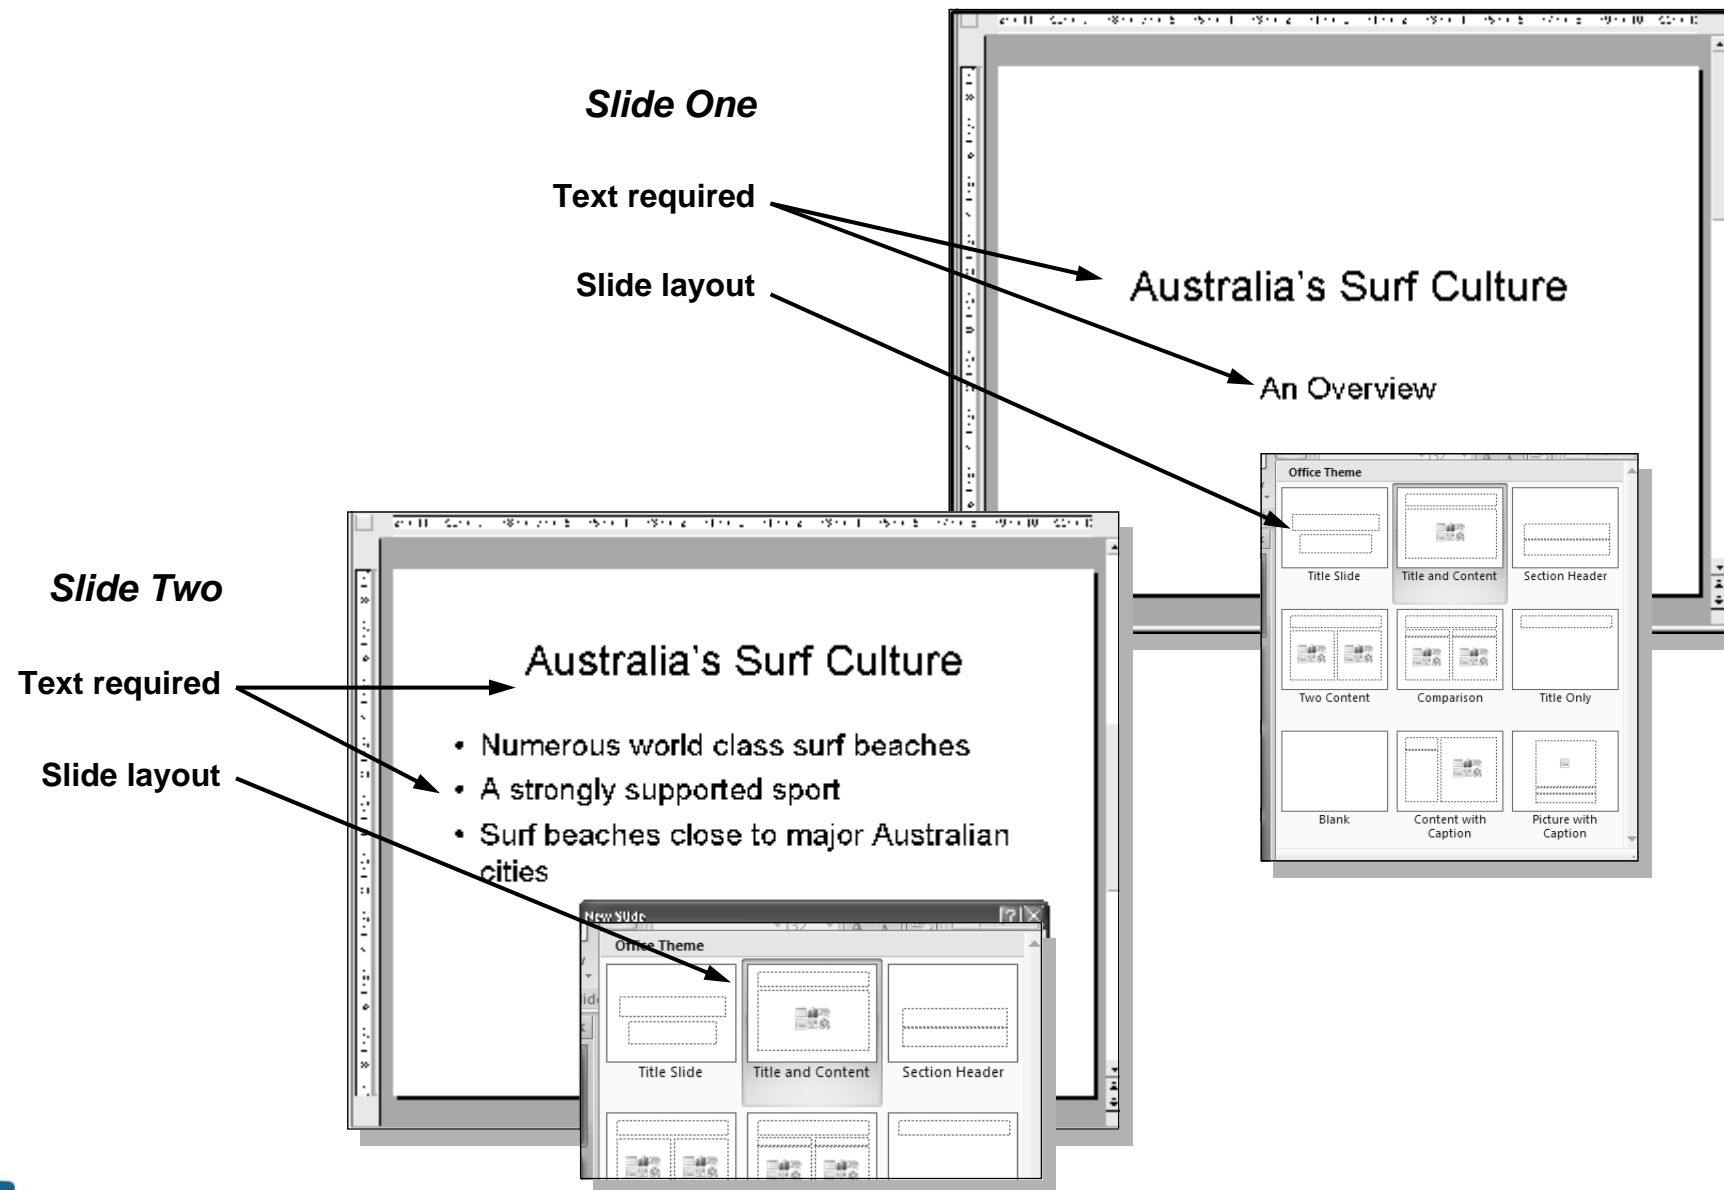 Slide One
Text required
Slide layout
Australia's Surf Culture
An Overview
Office Theme
Title Slide
Title and Content
Section Header
Two Content
Comparison
Title Only
Blank
Content with
Caption
Picture with
Caption
Slide Two
Text required
Slide layout
Australia's Surf Culture
• Numerous world class surf beaches
• A strongly supported sport
• Surf beaches close to major Australian
cities
New Slide
Office Theme
Title Slide
Title and Content
Section Header